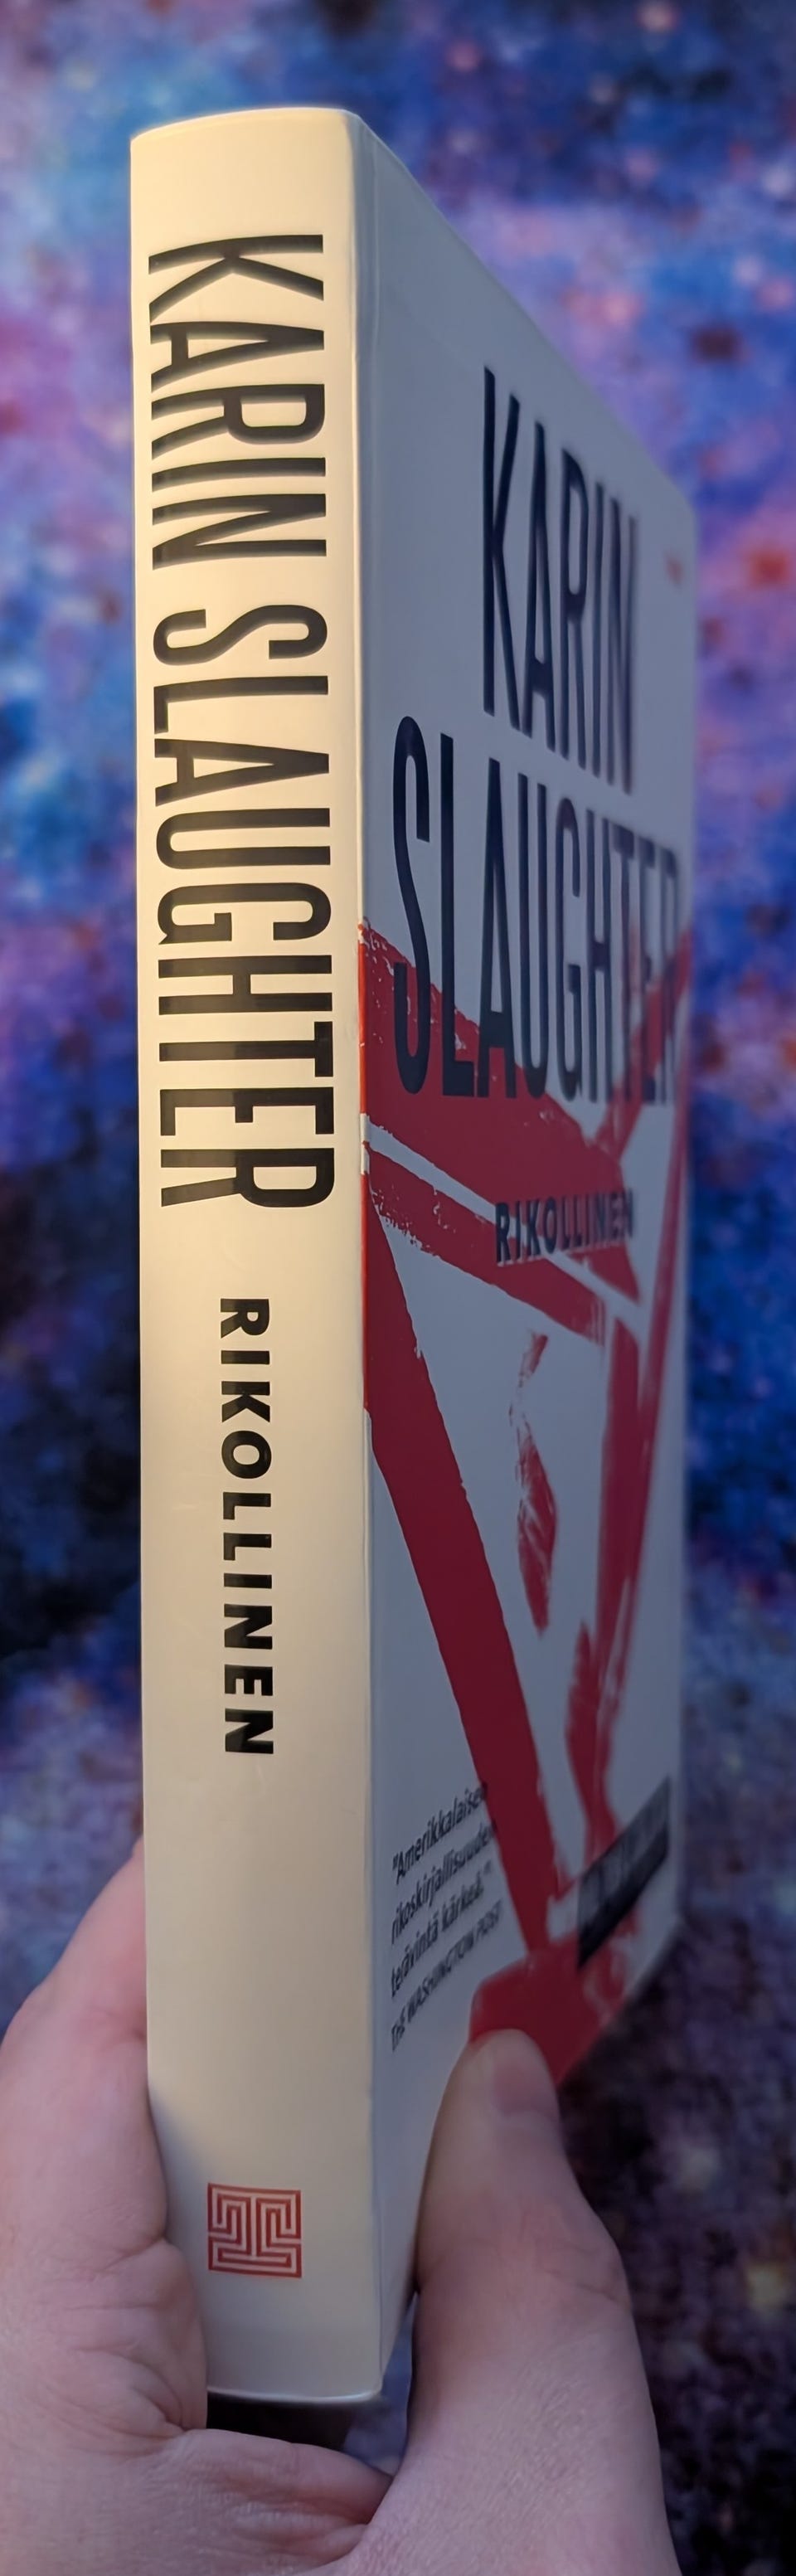 KARIN SLAUGHTER RIKOLLINEN
KARIN
SLAUGHTER
RIKOLLINEN
"Amerikkalaisen
rikoskirjallisuuden
terävintä kärkeä."
THE WASHINGTON POST